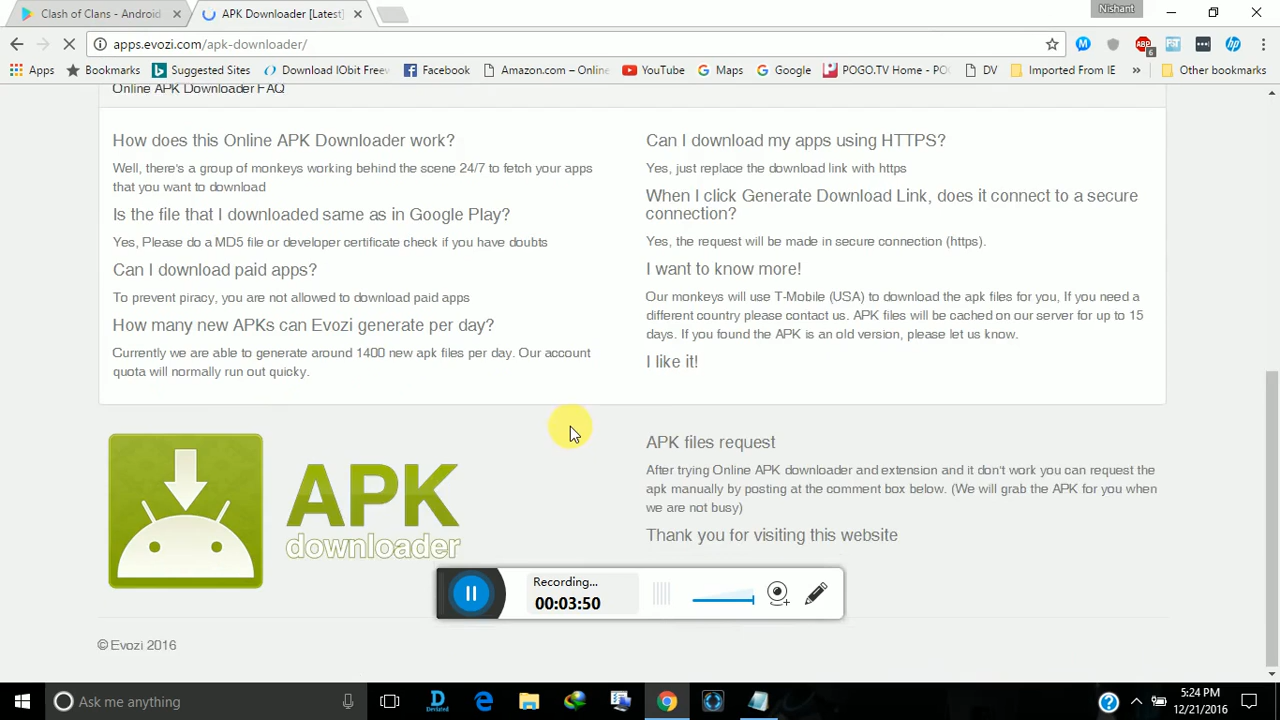 Clash of Clans - Android
APK Downloader [Latest]
Nishant
apps.evozi.com/apk-downloader/
6
Apps
Bookmarks
Suggested Sites
Download IObit Free
Facebook
Amazon.com – Online
YouTube
Maps
Google
POGO.TV Home - PO
DV
Imported From IE
Other bookmarks
Online APK Downloader FAQ
How does this Online APK Downloader work?
Well, there's a group of monkeys working behind the scene 24/7 to fetch your apps
that you want to download
Is the file that I downloaded same as in Google Play?
Yes, Please do a MD5 file or developer certificate check if you have doubts
Can I download paid apps?
To prevent piracy, you are not allowed to download paid apps
How many new APKs can Evozi generate per day?
Currently we are able to generate around 1400 new apk files per day. Our account
quota will normally run out quicky.
Can I download my apps using HTTPS?
Yes, just replace the download link with https
When I click Generate Download Link, does it connect to a secure
connection?
Yes, the request will be made in secure connection (https).
I want to know more!
Our monkeys will use T-Mobile (USA) to download the apk files for you, If you need a
different country please contact us. APK files will be cached on our server for up to 15
days. If you found the APK is an old version, please let us know.
I like it!
APK
downloader
APK files request
After trying Online APK downloader and extension and it don't work you can request the
apk manually by posting at the comment box below. (We will grab the APK for you when
we are not busy)
Thank you for visiting this website
Recording...
00:03:50
© Evozi 2016
Ask me anything
5:24 PM
12/21/2016